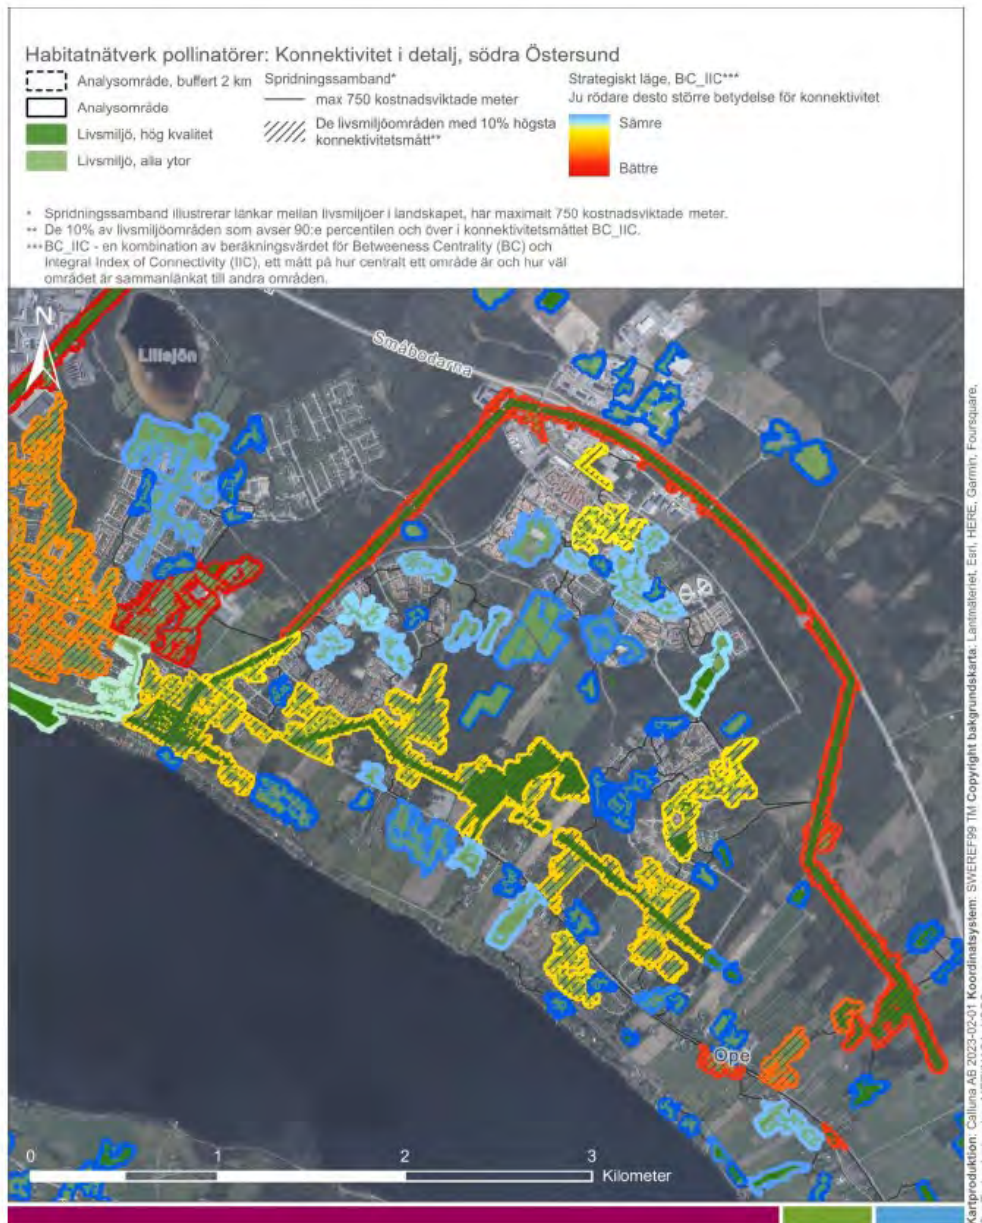 Habitatnätverk pollinatörer: Konnektivitet i detalj, södra Östersund
Analysområde, buffert 2 km
Analysområde
Livsmiljö, hög kvalitet
Livsmiljö, alla ytor
Spridningssamband*
max 750 kostnadsviktade meter
De livsmiljöområden med 10% högsta
konnektivitetsmått**
Strategiskt läge, BC_IIC***
Ju rödare desto större betydelse för konnektivitet
Sämre
Bättre
* Spridningssamband illustrerar länkar mellan livsmiljöer i landskapet, har maximalt 750 kostnadsviktade meter.
** De 10% av livsmiljöområden som avser 90:e percentilen och över i konnektivitetsmåttet BC_IIC.
*** BC_IIC - en kombination av beräkningsvärdet för Betweeness Centrality (BC) och
Integral Index of Connectivity (IIC), ett mått på hur centralt ett område är och hur väl
området är sammanlänkat till andra områden.
N
Lillsjön
Småbodarna
Ope
0 1 2 3
Kilometer
Kartproduktion: Calluna AB 2023-02-01 Koordinatsystem: SWEREF99 TM Copyright bakgrundskarta: Lantmäteriet, Esri, HERE, Garmin, Foursquare,